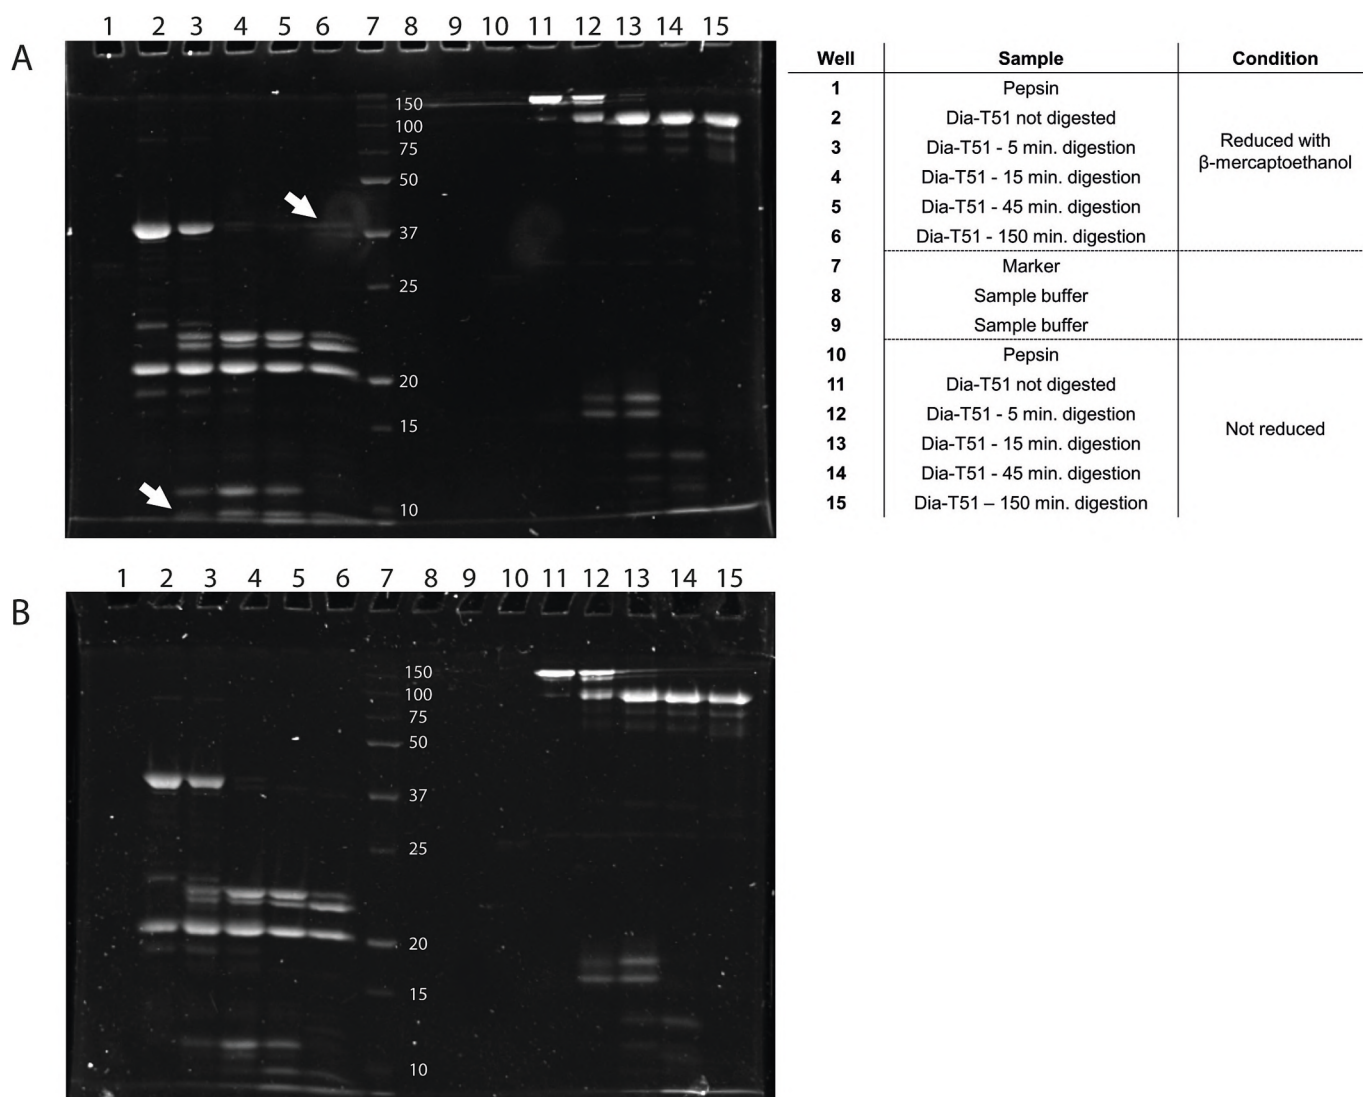 A
1 2 3 4 5 6 7 8 9 10 11 12 13 14 15
150
100
75
50
37
25
20
15
10
Well Sample Condition
1 Pepsin
2 Dia-T51 not digested
3 Dia-T51 - 5 min. digestion
4 Dia-T51 - 15 min. digestion
5 Dia-T51 - 45 min. digestion
6 Dia-T51 - 150 min. digestion
Reduced with
β-mercaptoethanol
7 Marker
8 Sample buffer
9 Sample buffer
10 Pepsin
11 Dia-T51 not digested
12 Dia-T51 - 5 min. digestion
13 Dia-T51 - 15 min. digestion
14 Dia-T51 - 45 min. digestion
15 Dia-T51 – 150 min. digestion
Not reduced
B
1 2 3 4 5 6 7 8 9 10 11 12 13 14 15
150
100
75
50
37
25
20
15
10